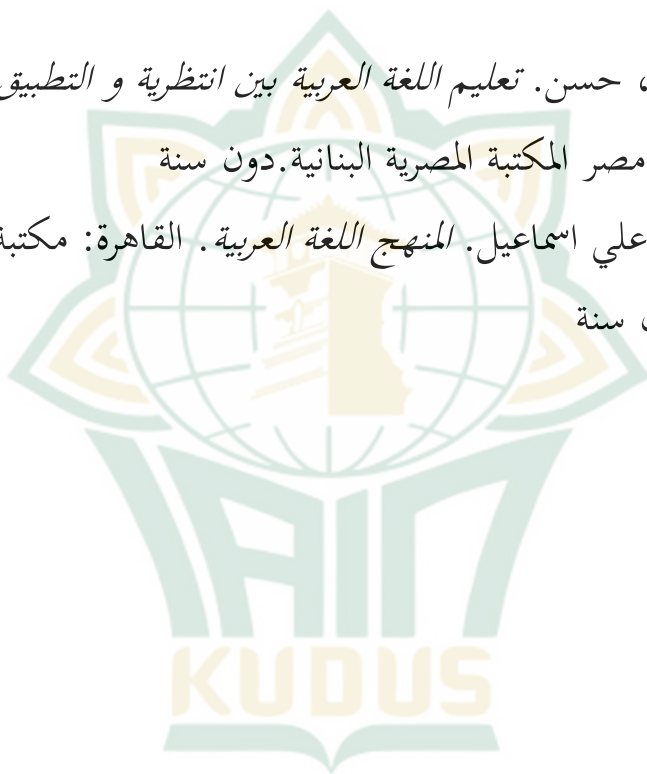 ، حسن. تعليم اللغة العربية بين انتظرية و التطبيق
مصر المكتبة المصرية البنانية.دون سنة
علي اسماعيل. المنهج اللغة العربية. القاهرة: مكتبة
سنة
IAIN
KUDUS